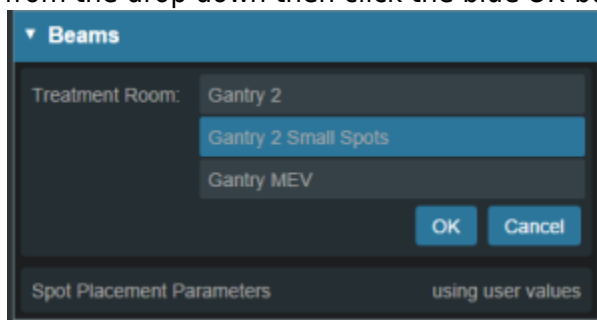 from the drop down then click the blue OK b
▼ Beams
Treatment Room: Gantry 2
Gantry 2 Small Spots
Gantry MEV
OK Cancel
Spot Placement Parameters using user values